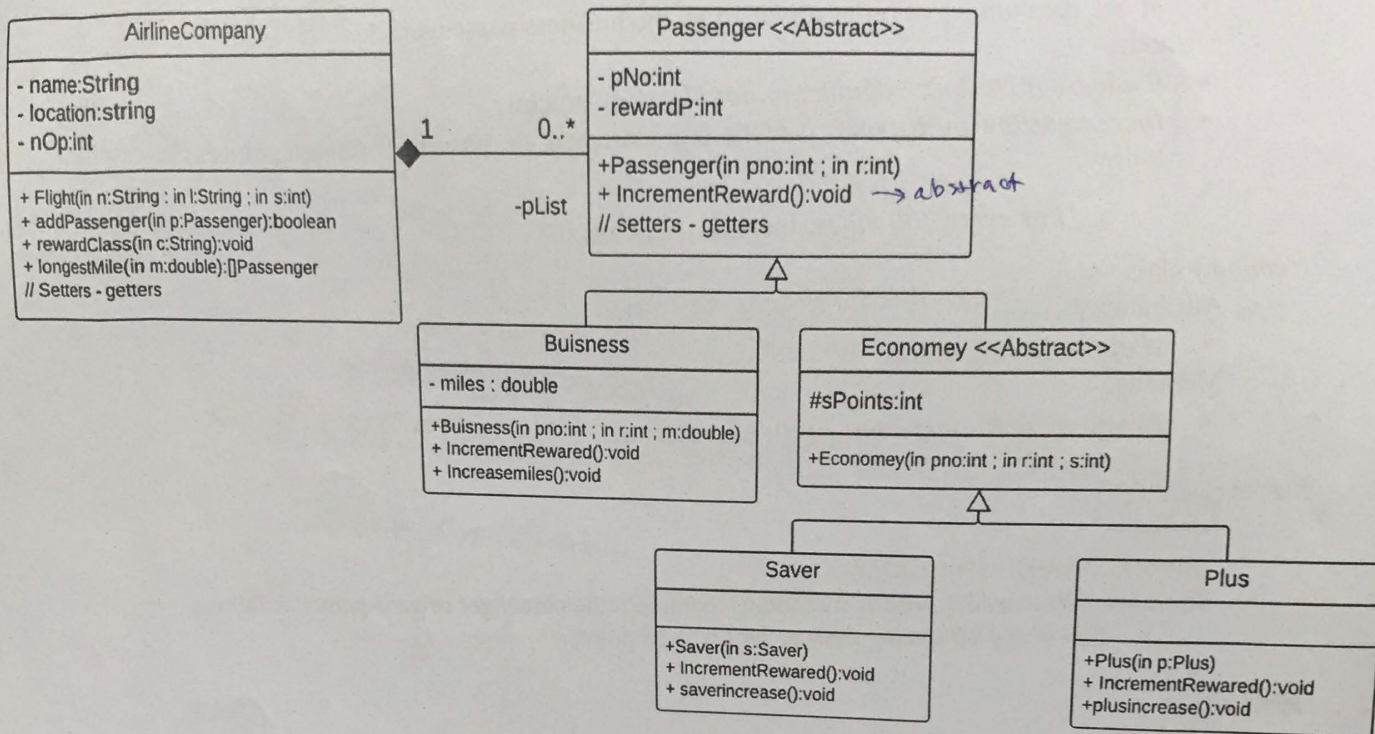 AirlineCompany
- name:String
- location:string
- nOp:int
+ Flight(in n:String : in l:String ; in s:int)
+ addPassenger(in p:Passenger):boolean
+ rewardClass(in c:String):void
+ longestMile(in m:double):[]Passenger
// Setters - getters
1
0..*
-pList
Passenger <<Abstract>>
- pNo:int
- rewardP:int
+Passenger(in pno:int ; in r:int)
+ IncrementReward():void → abstract
// setters - getters
Buisness
- miles : double
+Buisness(in pno:int ; in r:int ; m:double)
+ IncrementRewared():void
+ Increasemiles():void
Economey <<Abstract>>
#sPoints:int
+Economey(in pno:int ; in r:int ; s:int)
Saver
+Saver(in s:Saver)
+ IncrementRewared():void
+ saverincrease():void
Plus
+Plus(in p:Plus)
+ IncrementRewared():void
+plusincrease():void